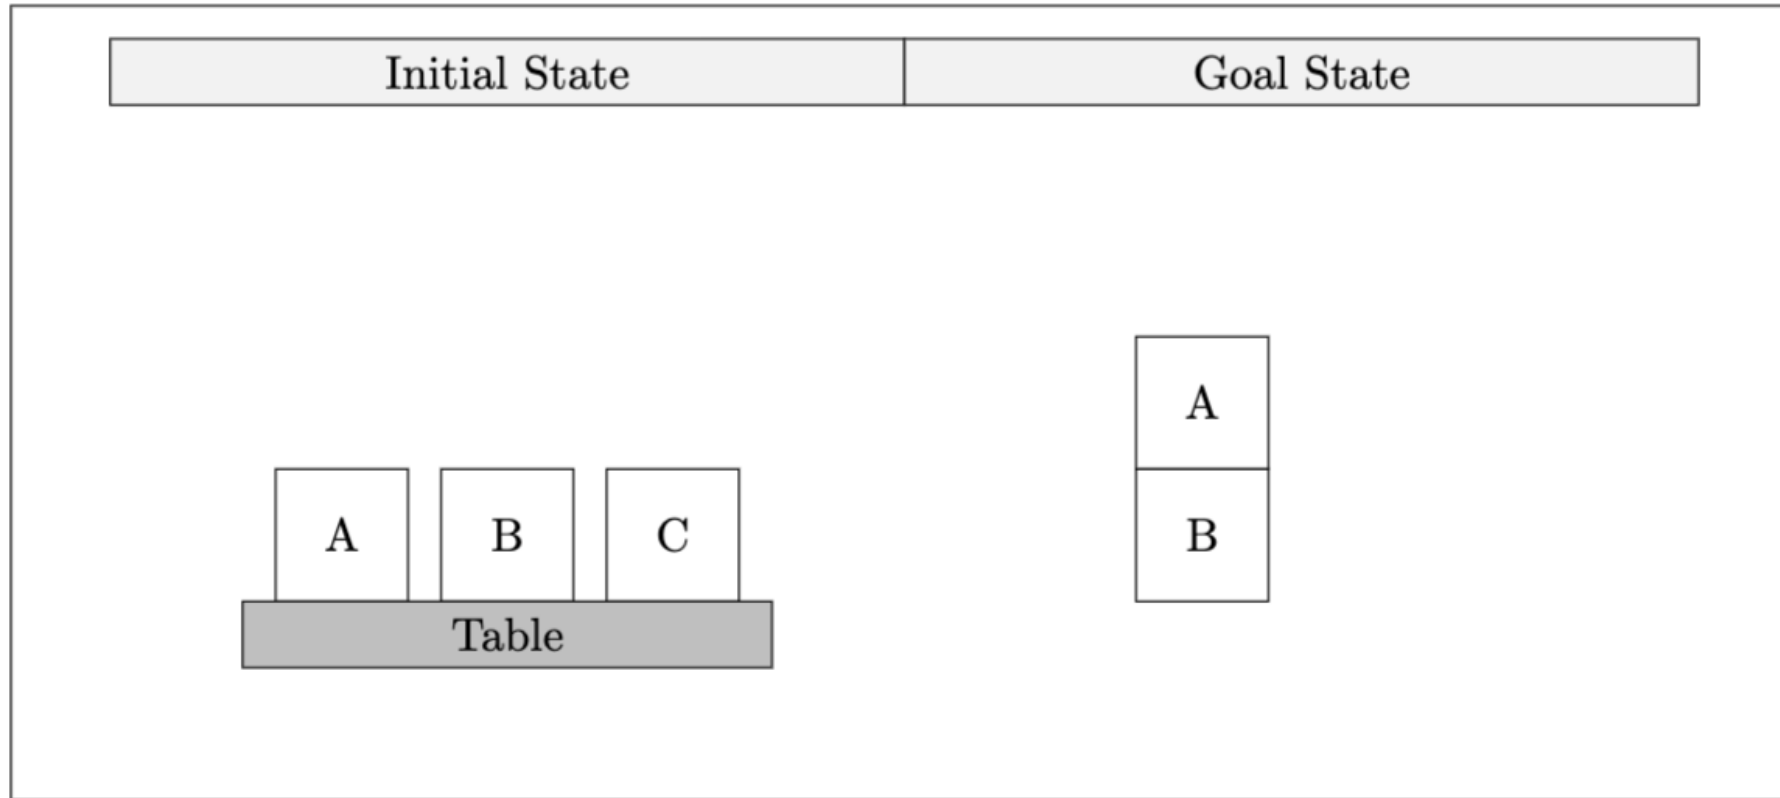 Initial State
Goal State
A
B
A B C
Table